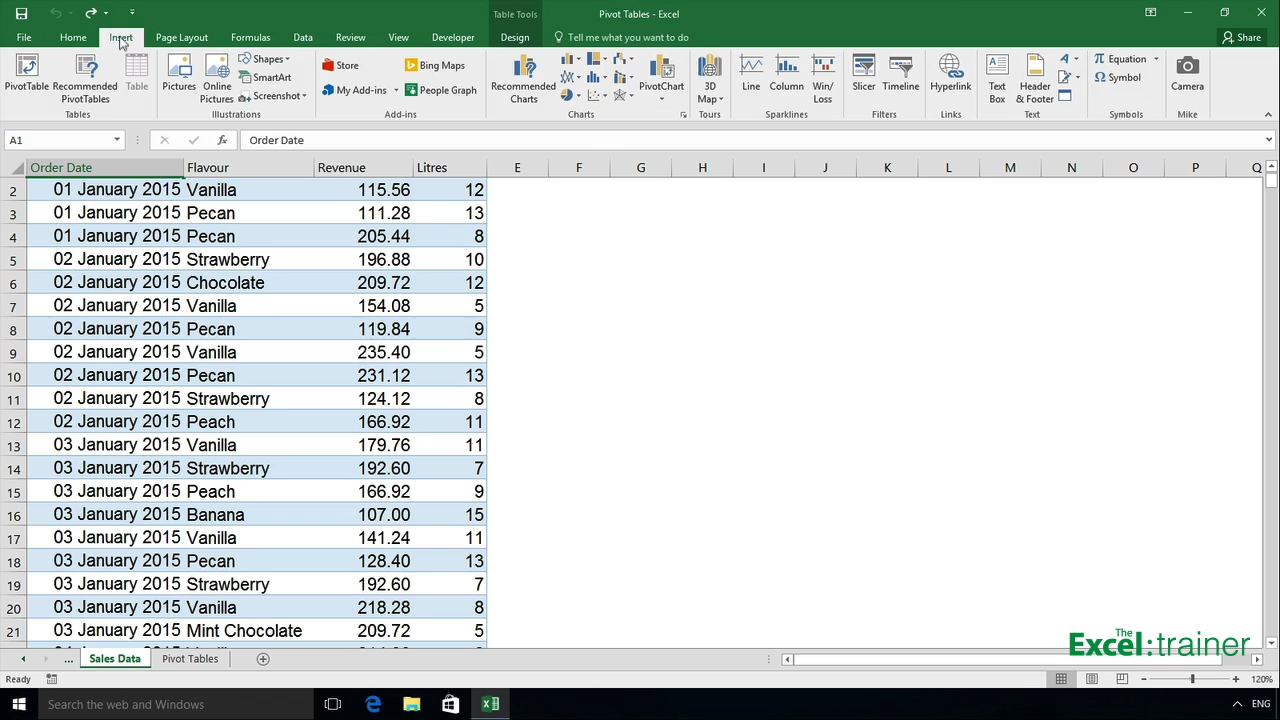 Table Tools
Pivot Tables - Excel
File Home Insert Page Layout Formulas Data Review View Developer Design Tell me what you want to do Share
PivotTable Recommended PivotTables Table Pictures Online Pictures Shapes SmartArt Screenshot Store My Add-ins Bing Maps People Graph Recommended Charts PivotChart 3D Map Line Column Win/Loss Slicer Timeline Hyperlink Text Box Header & Footer Equation Symbol Camera
Tables Illustrations Add-ins Charts Tours Sparklines Filters Links Text Symbols Mike
A1 fx Order Date
Order Date Flavour Revenue Litres E F G H I J K L M N O P Q
2 01 January 2015 Vanilla 115.56 12
3 01 January 2015 Pecan 111.28 13
4 01 January 2015 Pecan 205.44 8
5 02 January 2015 Strawberry 196.88 10
6 02 January 2015 Chocolate 209.72 12
7 02 January 2015 Vanilla 154.08 5
8 02 January 2015 Pecan 119.84 9
9 02 January 2015 Vanilla 235.40 5
10 02 January 2015 Pecan 231.12 13
11 02 January 2015 Strawberry 124.12 8
12 02 January 2015 Peach 166.92 11
13 03 January 2015 Vanilla 179.76 11
14 03 January 2015 Strawberry 192.60 7
15 03 January 2015 Peach 166.92 9
16 03 January 2015 Banana 107.00 15
17 03 January 2015 Vanilla 141.24 11
18 03 January 2015 Pecan 128.40 13
19 03 January 2015 Strawberry 192.60 7
20 03 January 2015 Vanilla 218.28 8
21 03 January 2015 Mint Chocolate 209.72 5
The Excel:trainer
... Sales Data Pivot Tables
Ready 120%
Search the web and Windows ENG